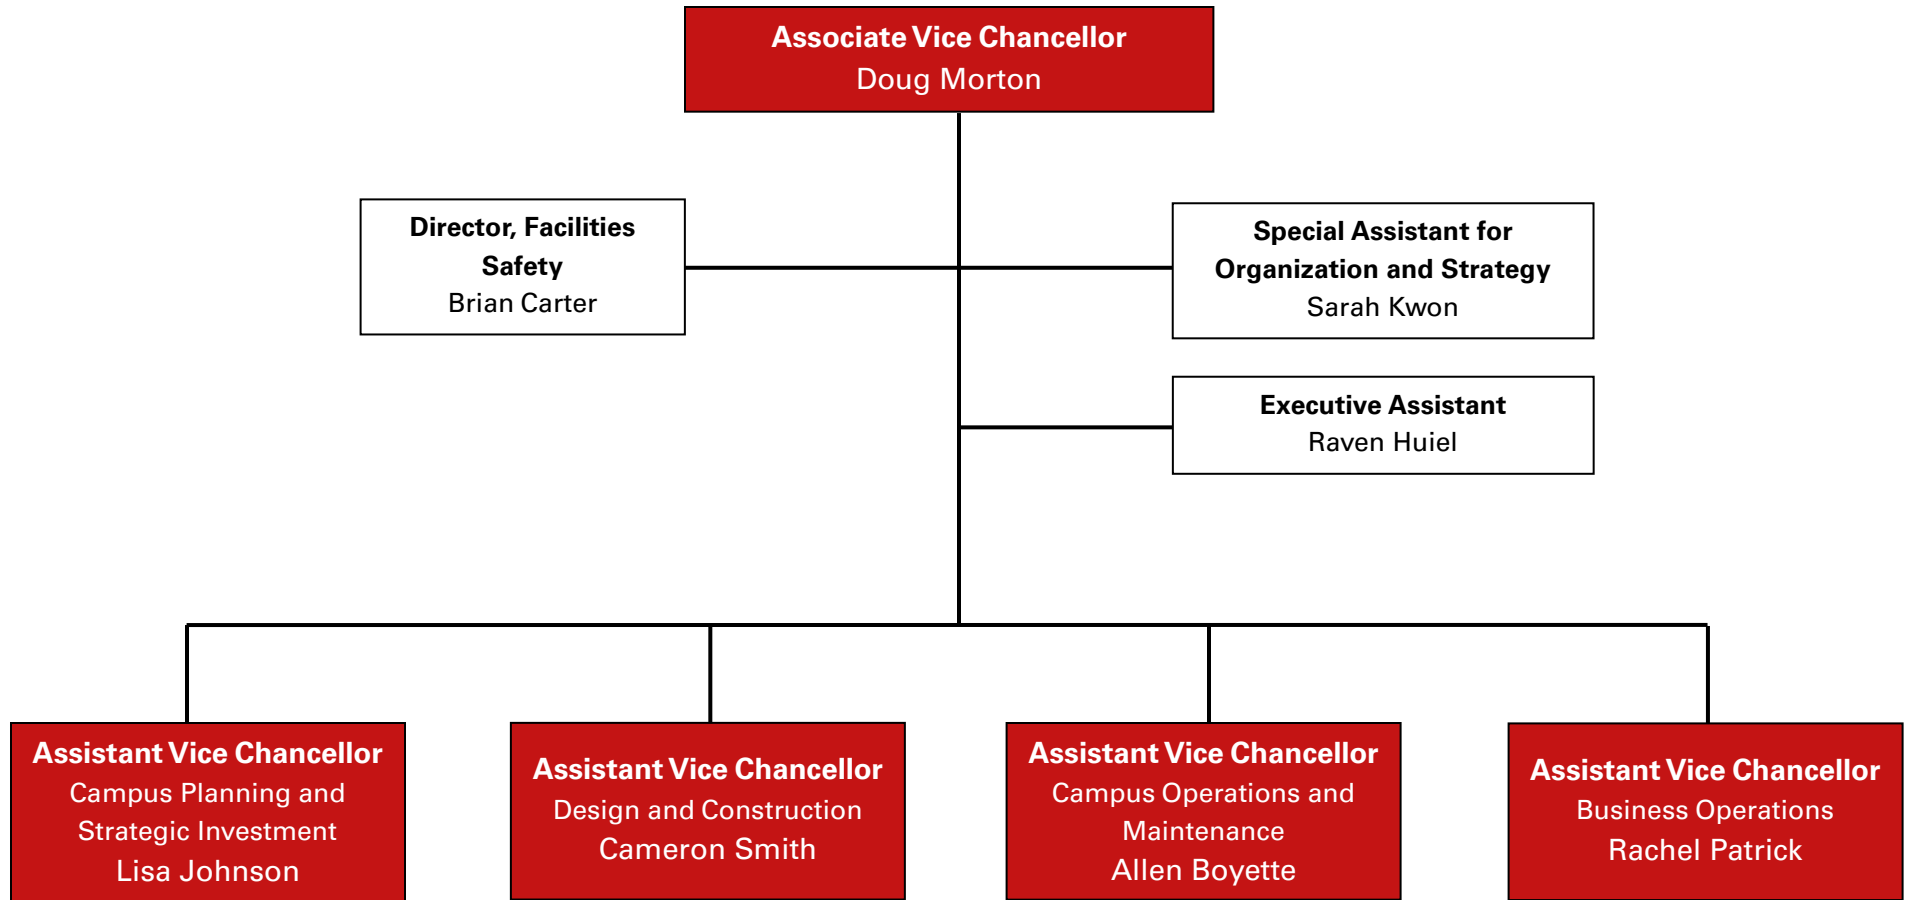 Associate Vice Chancellor
Doug Morton
Director, Facilities
Safety
Brian Carter
Special Assistant for
Organization and Strategy
Sarah Kwon
Executive Assistant
Raven Huiel
Assistant Vice Chancellor
Campus Planning and
Strategic Investment
Lisa Johnson
Assistant Vice Chancellor
Design and Construction
Cameron Smith
Assistant Vice Chancellor
Campus Operations and
Maintenance
Allen Boyette
Assistant Vice Chancellor
Business Operations
Rachel Patrick